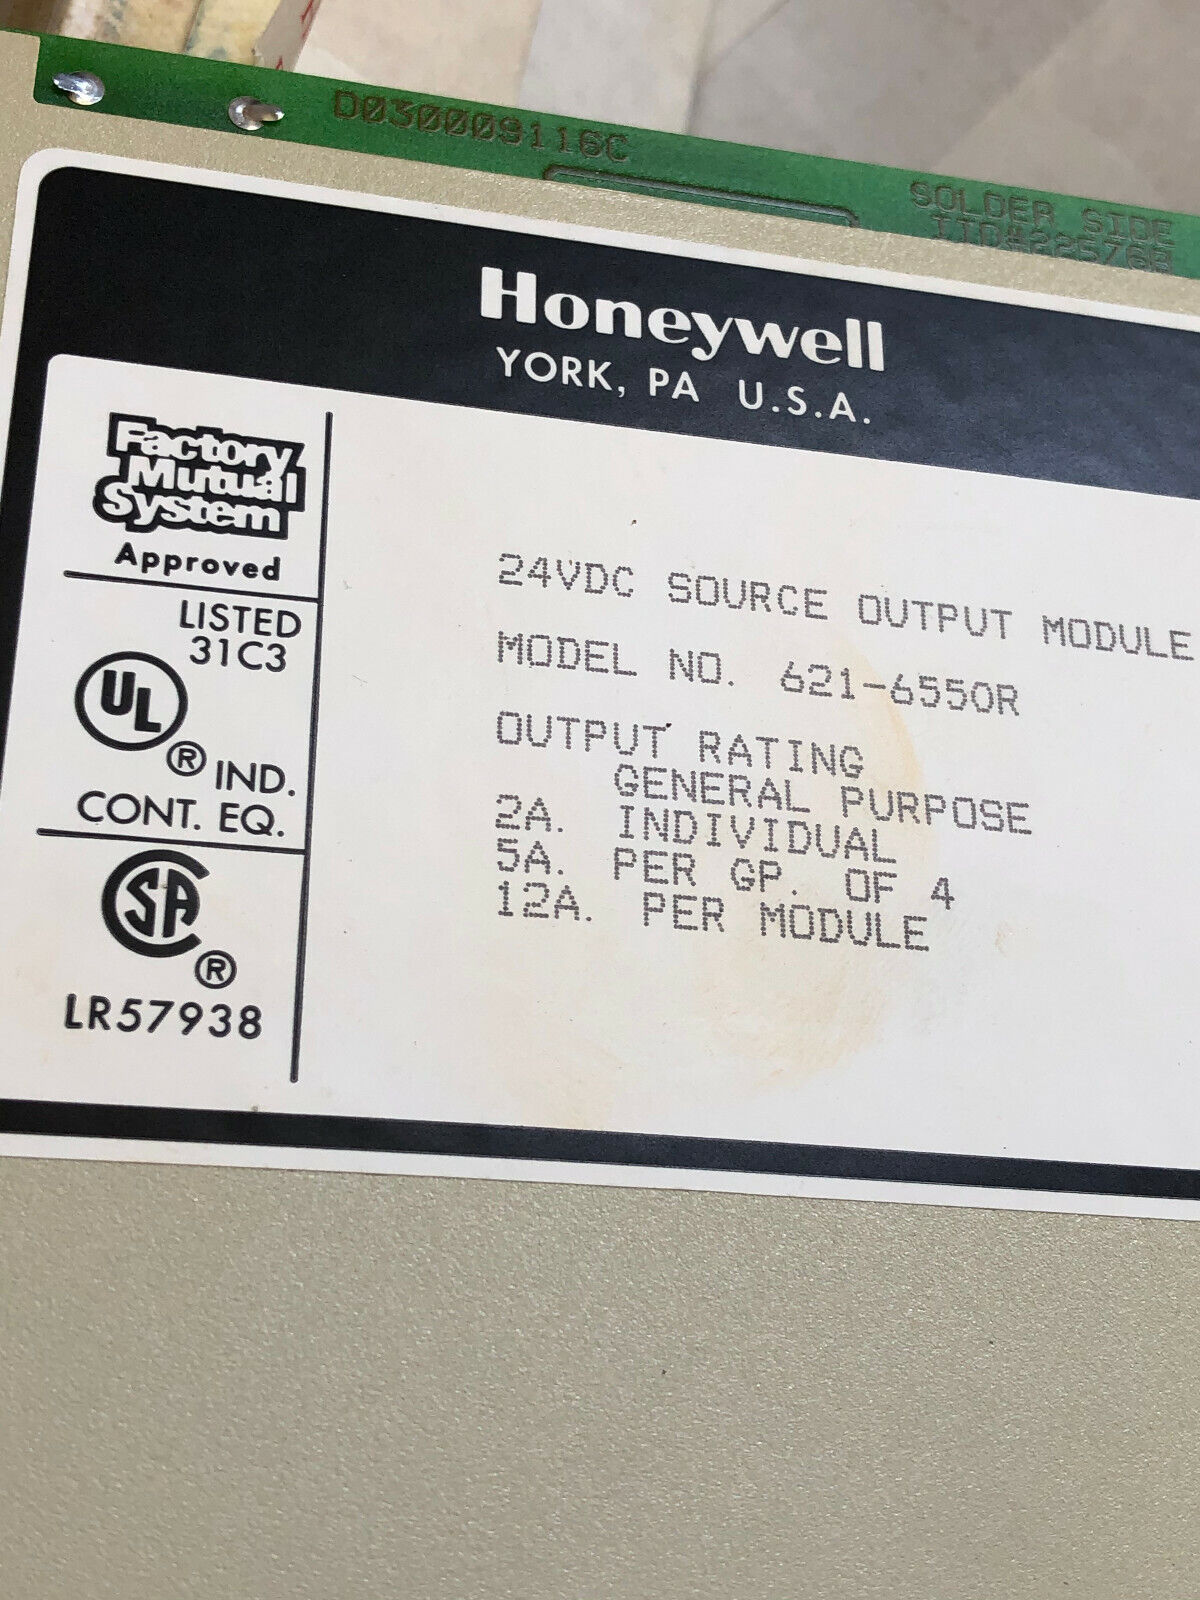 D030009116C
SOLDER SIDE
Honeywell
YORK, PA U.S.A.
Factory
Mutual
System
Approved
LISTED
31C3
UL
® IND.
CONT. EQ.
SA
®
LR57938
24VDC SOURCE OUTPUT MODULE
MODEL NO. 621-6550R
OUTPUT RATING
GENERAL PURPOSE
2A. INDIVIDUAL
5A. PER GP. OF 4
12A. PER MODULE